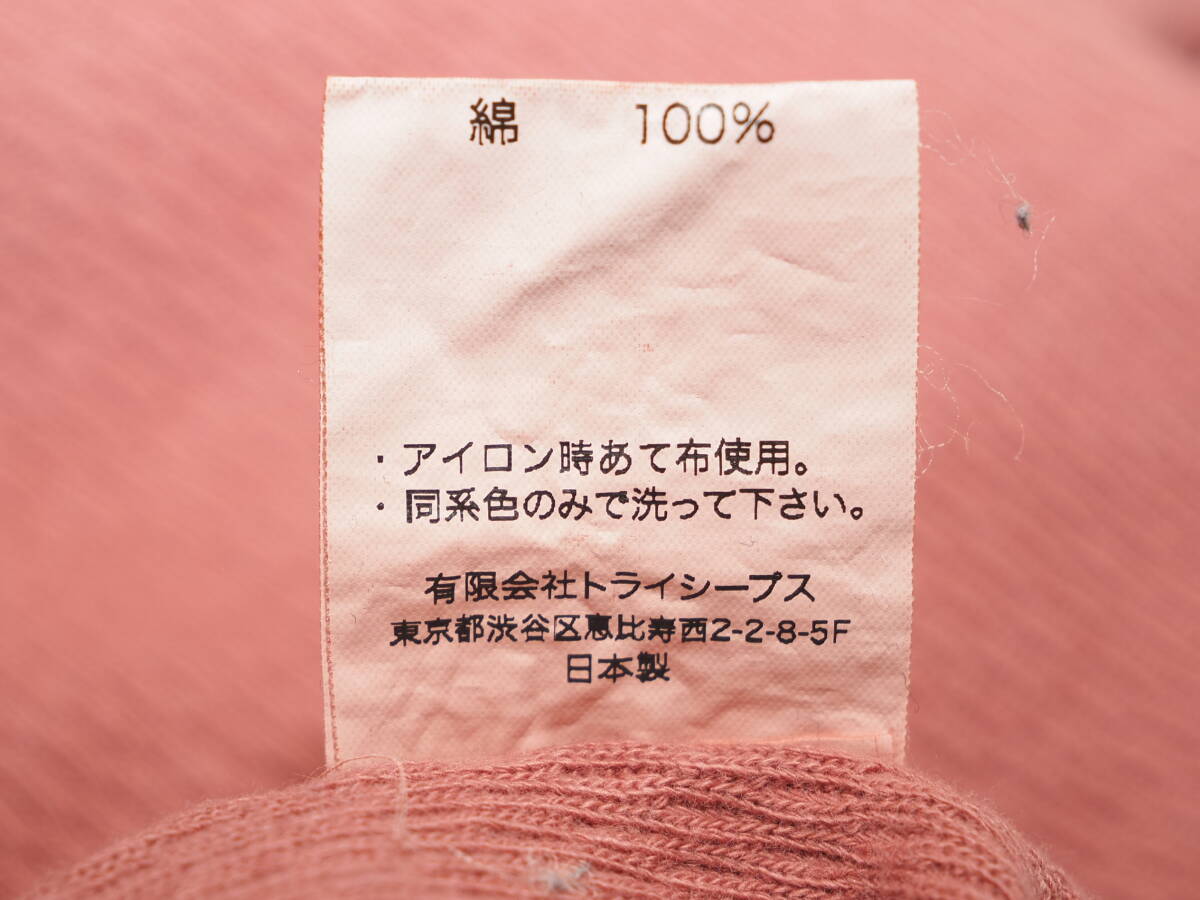 綿 100%
・アイロン時あて布使用。
・同系色のみで洗って下さい。
有限会社トライシープス
東京都渋谷区恵比寿西2-2-8-5F
日本製